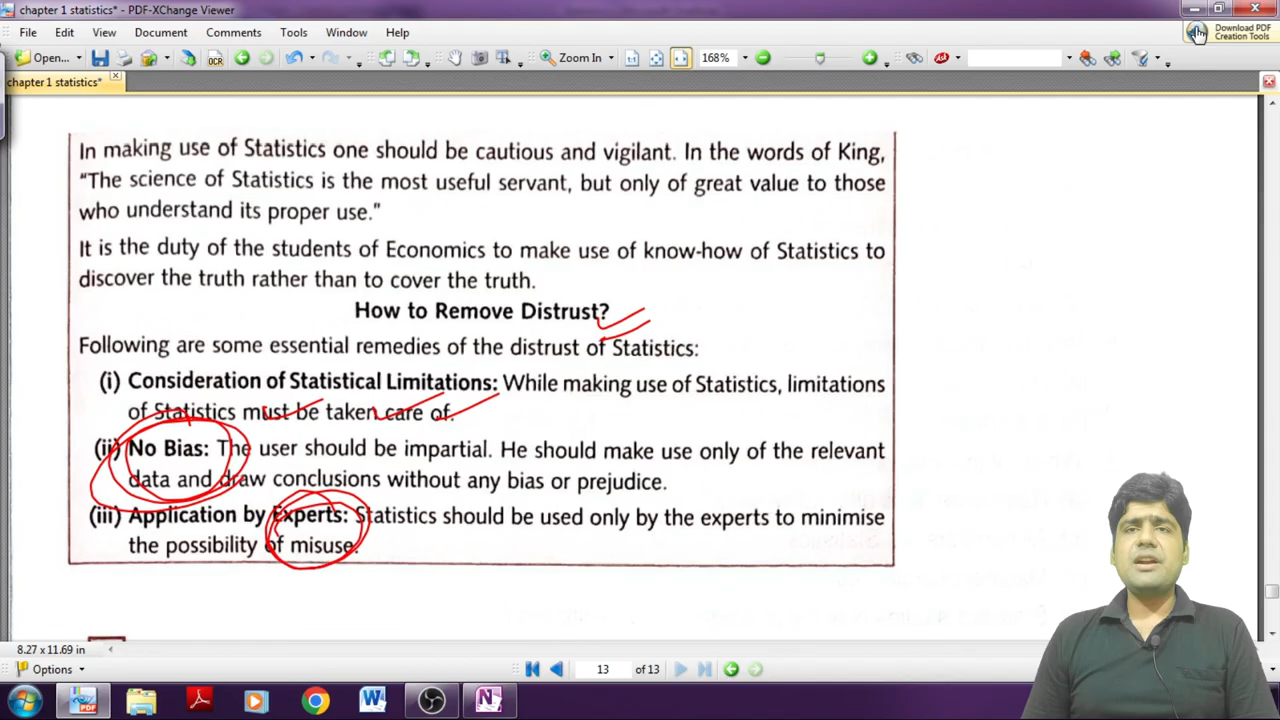 chapter 1 statistics* - PDF-XChange Viewer
File Edit View Document Comments Tools Window Help
Download PDF
Creation Tools
Open...
OCR
Zoom In
168%
chapter 1 statistics*
In making use of Statistics one should be cautious and vigilant. In the words of King,
“The science of Statistics is the most useful servant, but only of great value to those
who understand its proper use.”
It is the duty of the students of Economics to make use of know-how of Statistics to
discover the truth rather than to cover the truth.
How to Remove Distrust?
Following are some essential remedies of the distrust of Statistics:
(i) Consideration of Statistical Limitations: While making use of Statistics, limitations
of Statistics must be taken care of.
(ii) No Bias: The user should be impartial. He should make use only of the relevant
data and draw conclusions without any bias or prejudice.
(iii) Application by Experts: Statistics should be used only by the experts to minimise
the possibility of misuse.
8.27 x 11.69 in
Options
13 of 13
PDF